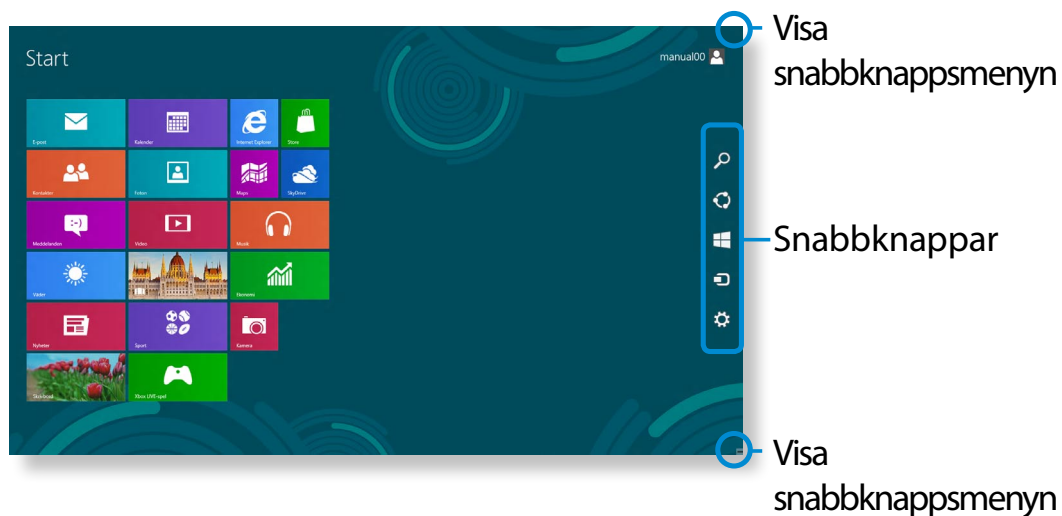 Visa
snabbknappsmenyn
Start
manual00
E-post
Kalender
Internet Explorer
Store
Kontakter
Foton
Maps
SkyDrive
Snabbknappar
Meddelanden
Video
Musik
Väder
Ekonomi
Nyheter
Sport
Kamera
Skrivbord
Xbox LIVE-spel
Visa
snabbknappsmenyn